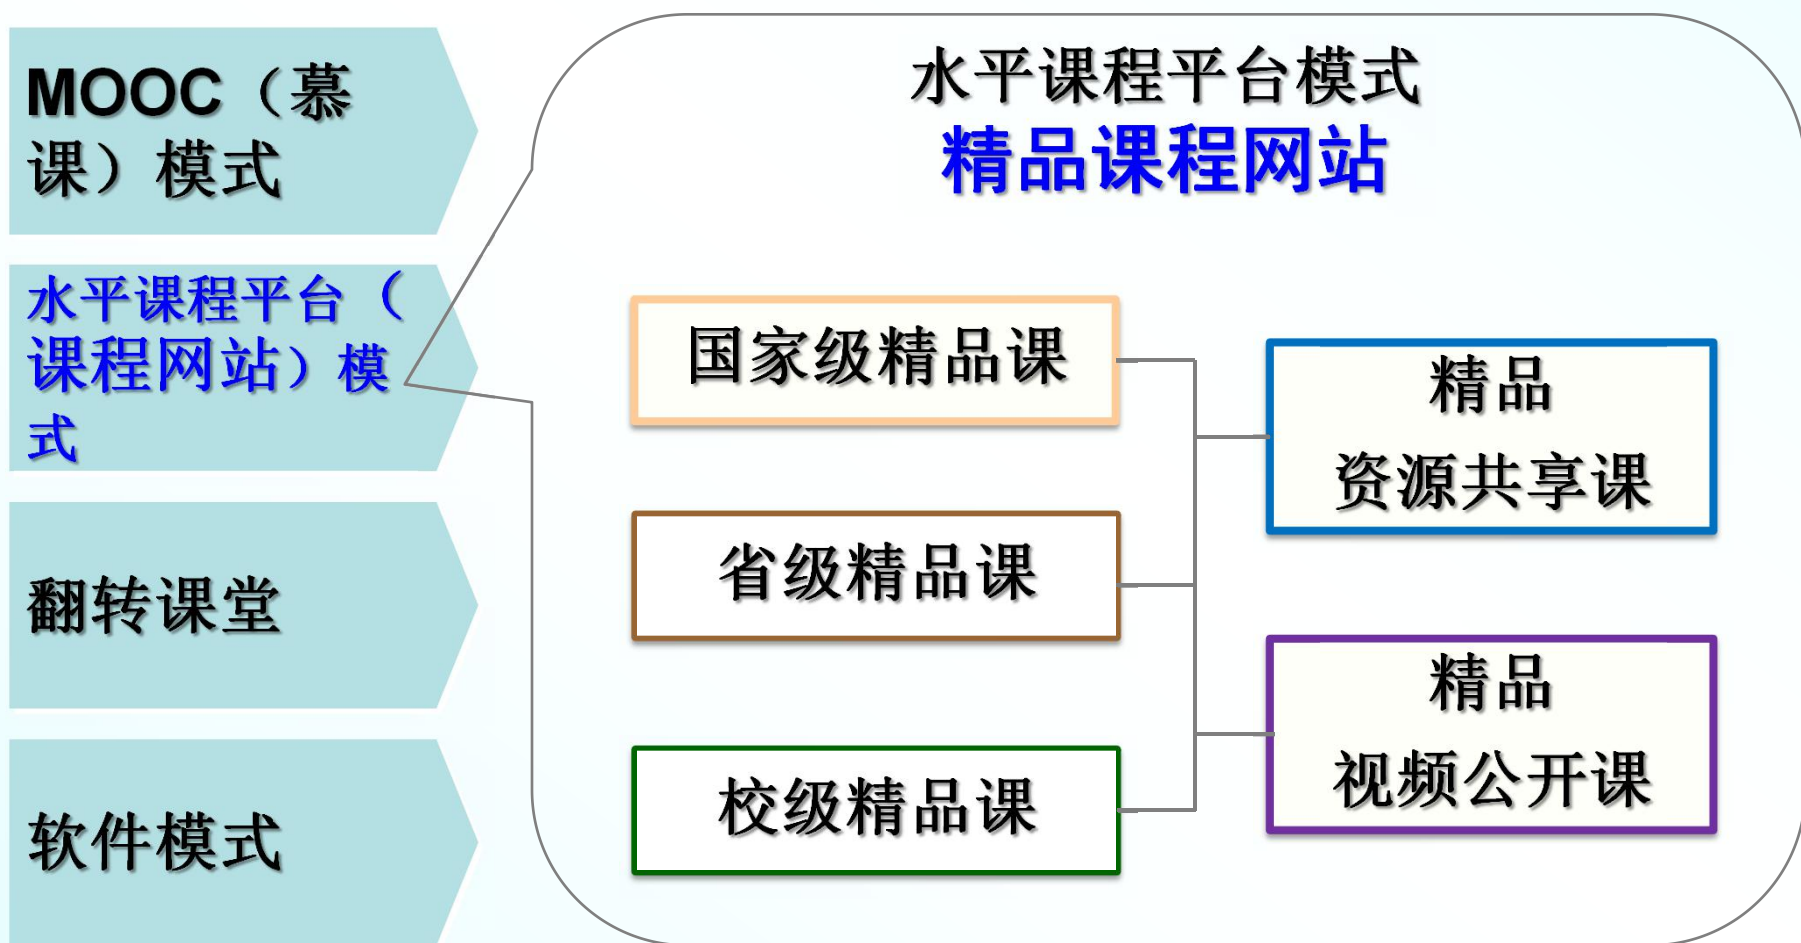 MOOC（慕
课）模式
水平课程平台（
课程网站）模
式
翻转课堂
软件模式
水平课程平台模式
精品课程网站
国家级精品课
省级精品课
校级精品课
精品
资源共享课
精品
视频公开课